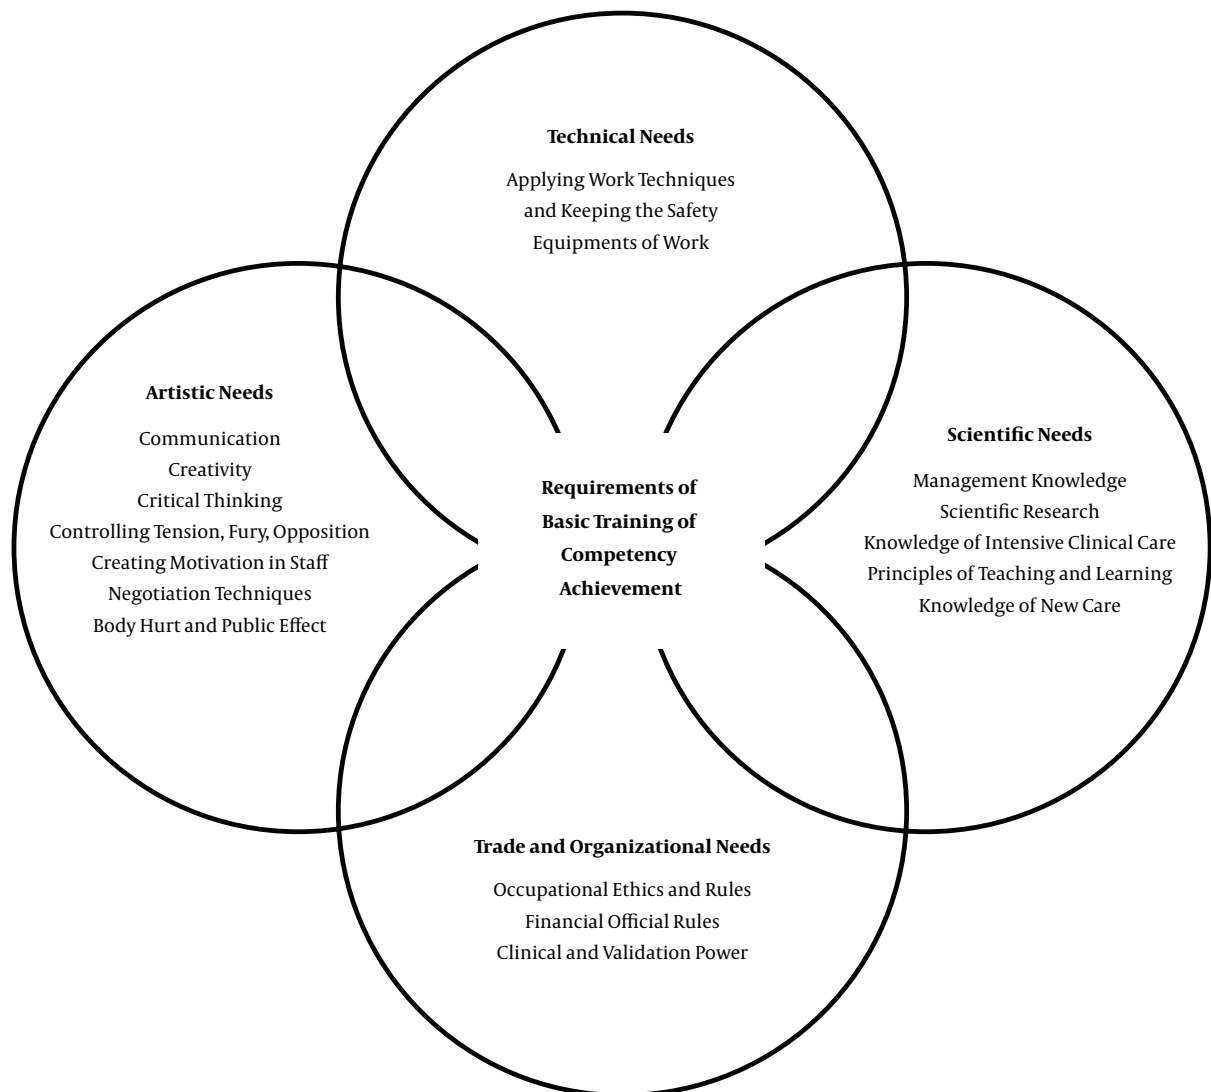 Technical Needs
Applying Work Techniques
and Keeping the Safety
Equipments of Work
Artistic Needs
Communication
Creativity
Critical Thinking
Controlling Tension, Fury, Opposition
Creating Motivation in Staff
Negotiation Techniques
Body Hurt and Public Effect
Requirements of
Basic Training of
Competency
Achievement
Scientific Needs
Management Knowledge
Scientific Research
Knowledge of Intensive Clinical Care
Principles of Teaching and Learning
Knowledge of New Care
Trade and Organizational Needs
Occupational Ethics and Rules
Financial Official Rules
Clinical and Validation Power